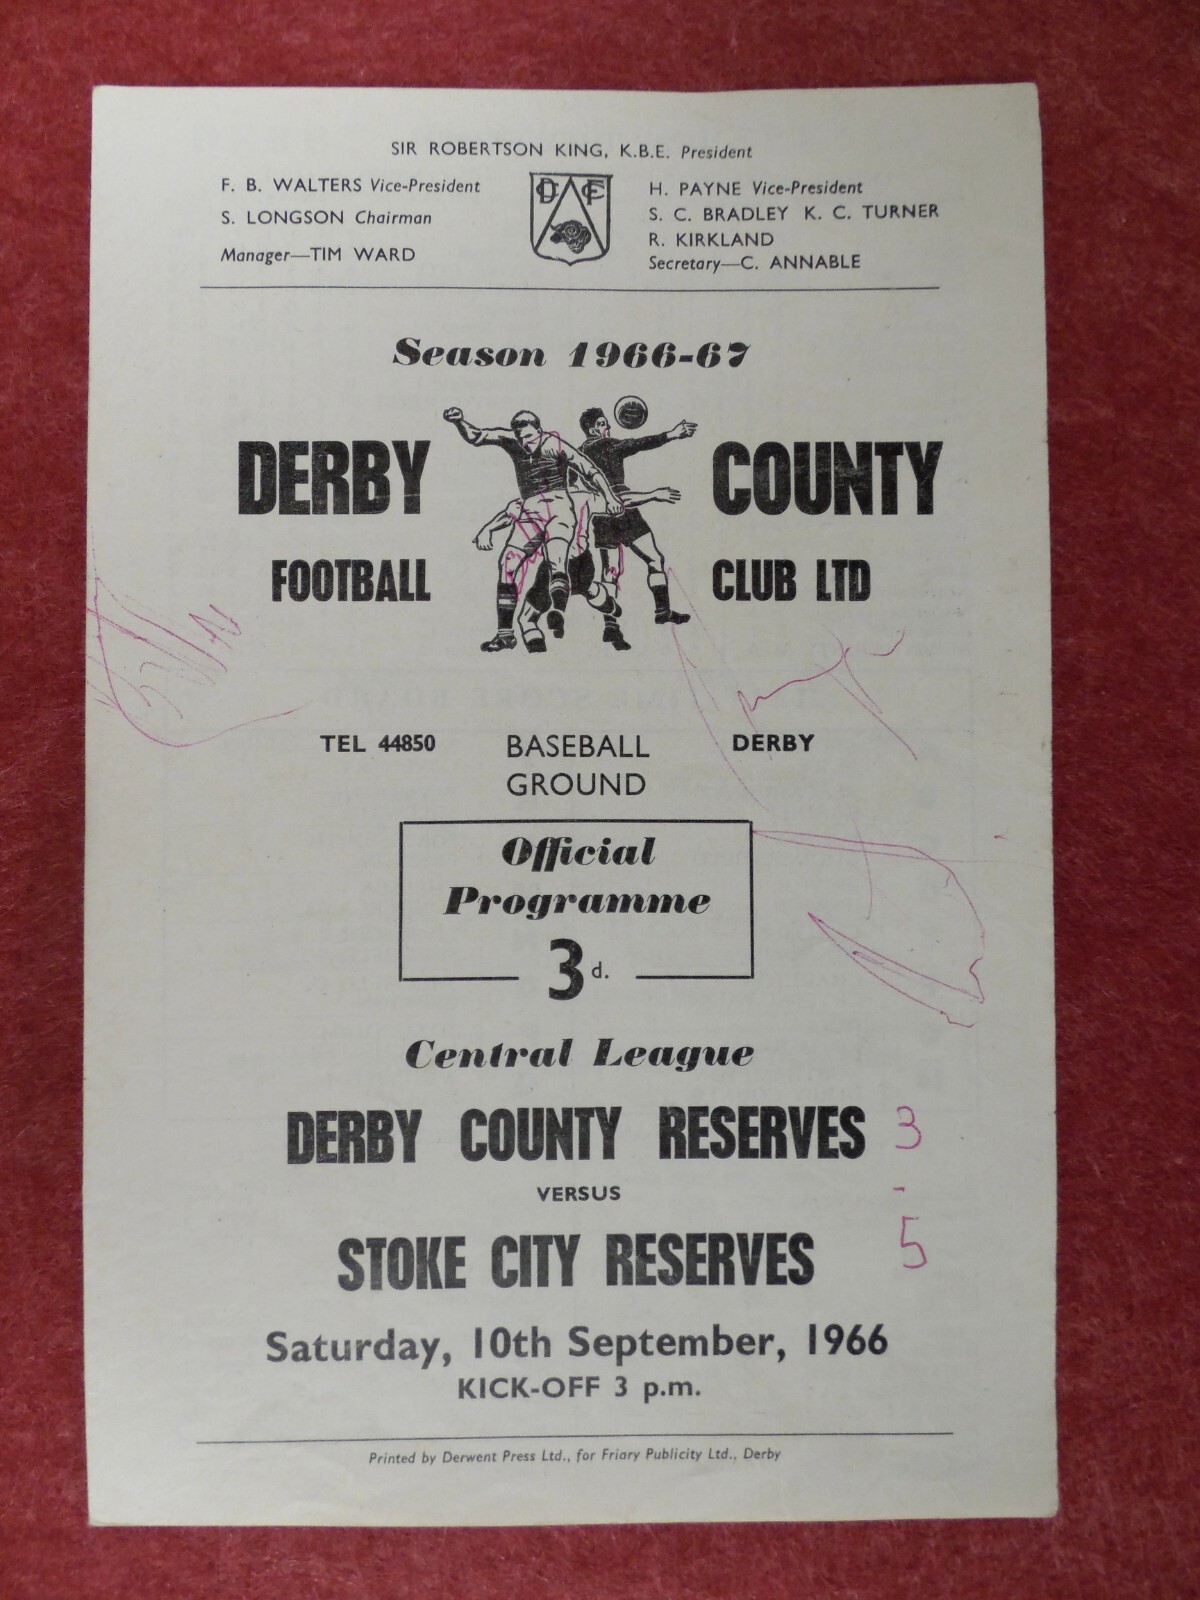 SIR ROBERTSON KING, K.B.E. President
F. B. WALTERS Vice-President
S. LONGSON Chairman
Manager—TIM WARD
DCFC
H. PAYNE Vice-President
S. C. BRADLEY K. C. TURNER
R. KIRKLAND
Secretary—C. ANNABLE
Season 1966-67
DERBY COUNTY
FOOTBALL CLUB LTD
TEL 44850 BASEBALL DERBY
GROUND
Official
Programme
3d.
Central League
DERBY COUNTY RESERVES 3
VERSUS -
STOKE CITY RESERVES 5
Saturday, 10th September, 1966
KICK-OFF 3 p.m.
Printed by Derwent Press Ltd., for Friary Publicity Ltd., Derby